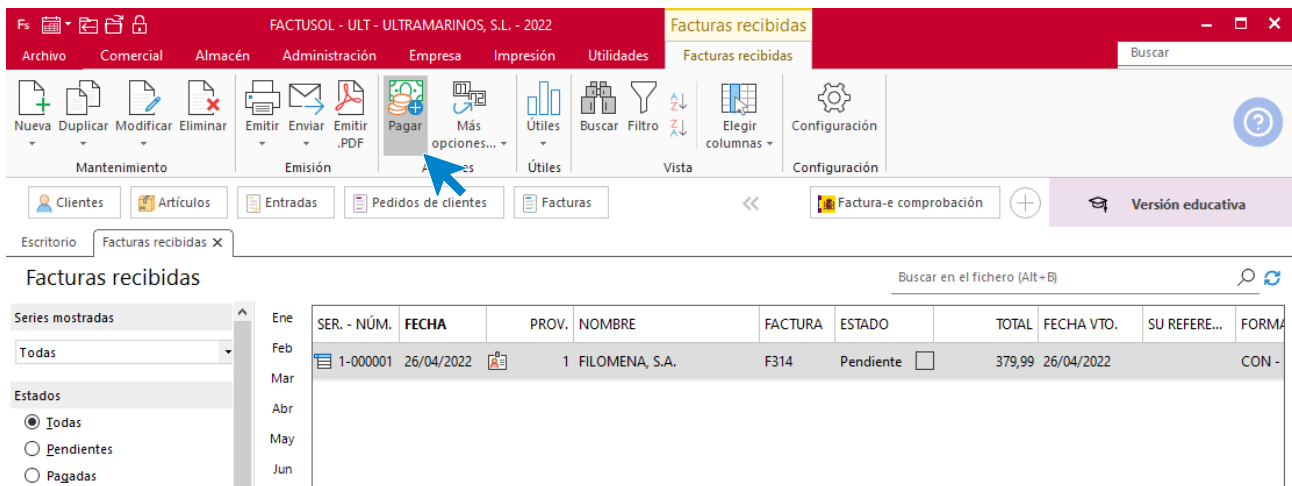 Fs FACTUSOL - ULT - ULTRAMARINOS, S.L. - 2022 Facturas recibidas
Archivo Comercial Almacén Administración Empresa Impresión Utilidades Facturas recibidas Buscar
Nueva Duplicar Modificar Eliminar Emitir Enviar Emitir .PDF Pagar Más opciones... Útiles Buscar Filtro Elegir columnas Configuración
Mantenimiento Emisión Útiles Vista Configuración
Clientes Artículos Entradas Pedidos de clientes Facturas Factura-e comprobación Versión educativa
Escritorio Facturas recibidas
Facturas recibidas Buscar en el fichero (Alt+B)
Series mostradas Ene SER. - NÚM. FECHA PROV. NOMBRE FACTURA ESTADO TOTAL FECHA VTO. SU REFERE... FORMA
Todas Feb 1-000001 26/04/2022 1 FILOMENA, S.A. F314 Pendiente 379,99 26/04/2022 CON -
Mar
Estados Abr
Todas May
Pendientes Jun
Pagadas